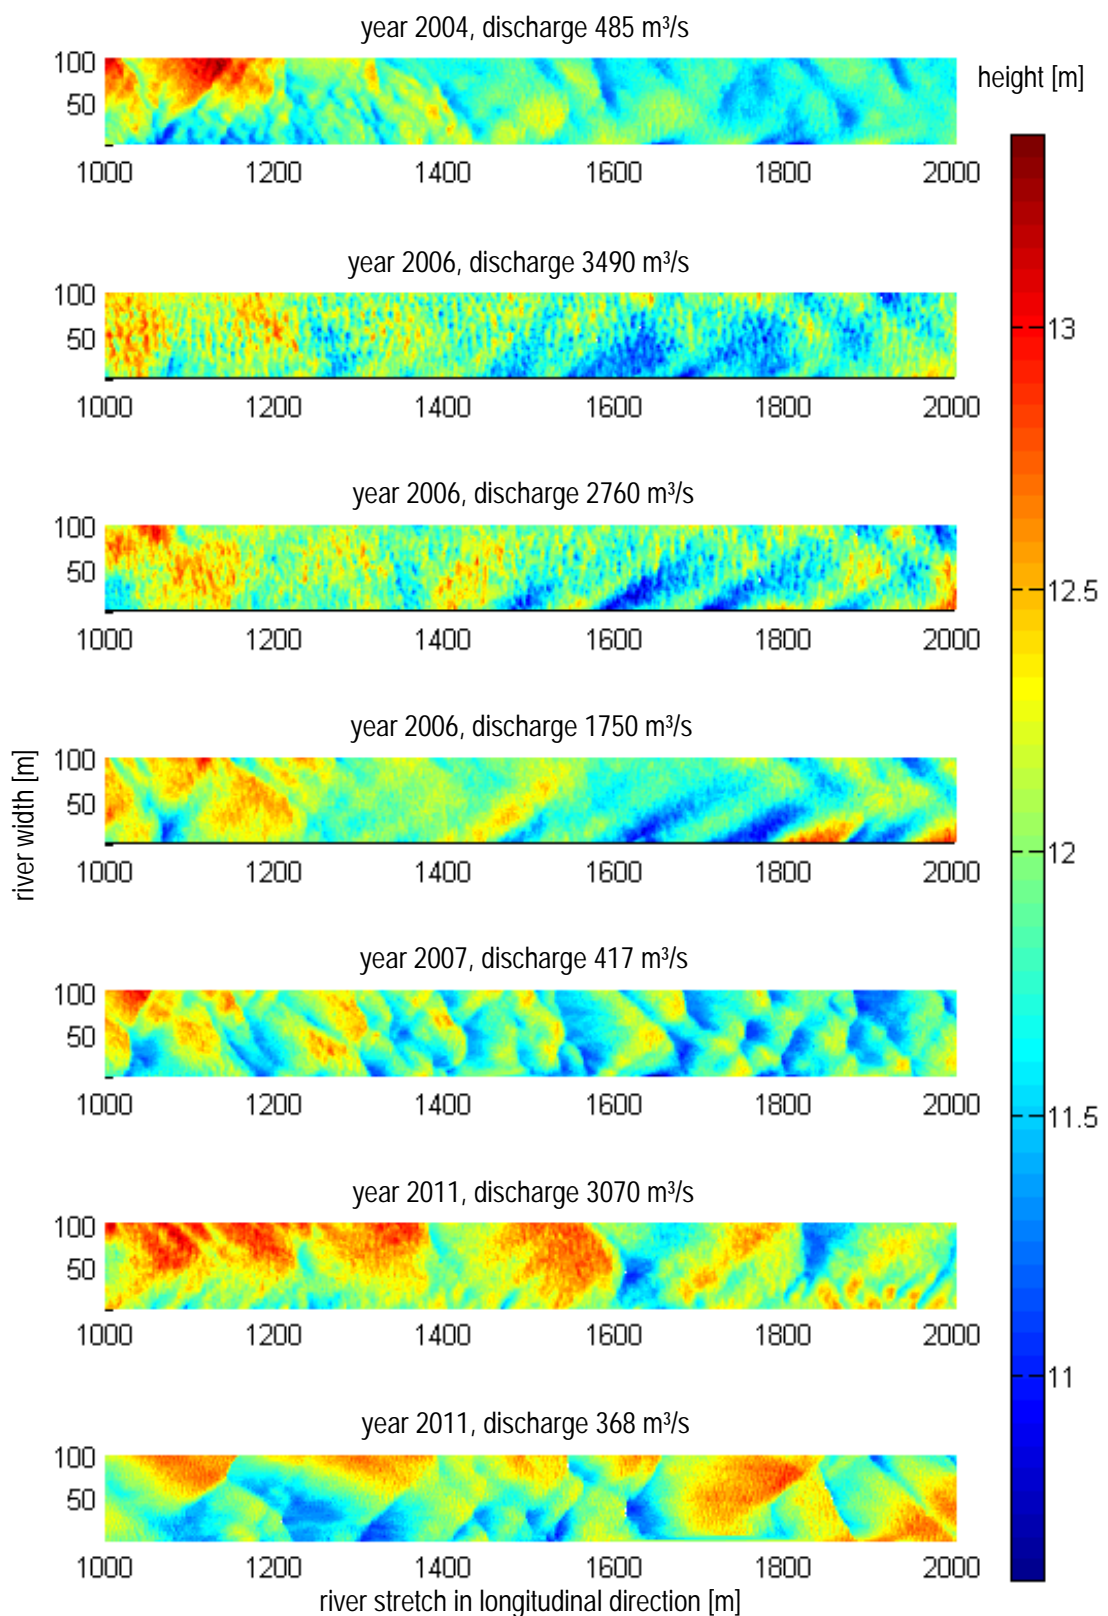 year 2004, discharge 485 m³/s
height [m]
100
50
1000 1200 1400 1600 1800 2000
year 2006, discharge 3490 m³/s
100
50
1000 1200 1400 1600 1800 2000
13
year 2006, discharge 2760 m³/s
100
50
1000 1200 1400 1600 1800 2000
12.5
year 2006, discharge 1750 m³/s
100
50
1000 1200 1400 1600 1800 2000
river width [m]
12
year 2007, discharge 417 m³/s
100
50
1000 1200 1400 1600 1800 2000
11.5
year 2011, discharge 3070 m³/s
100
50
1000 1200 1400 1600 1800 2000
11
year 2011, discharge 368 m³/s
100
50
1000 1200 1400 1600 1800 2000
river stretch in longitudinal direction [m]